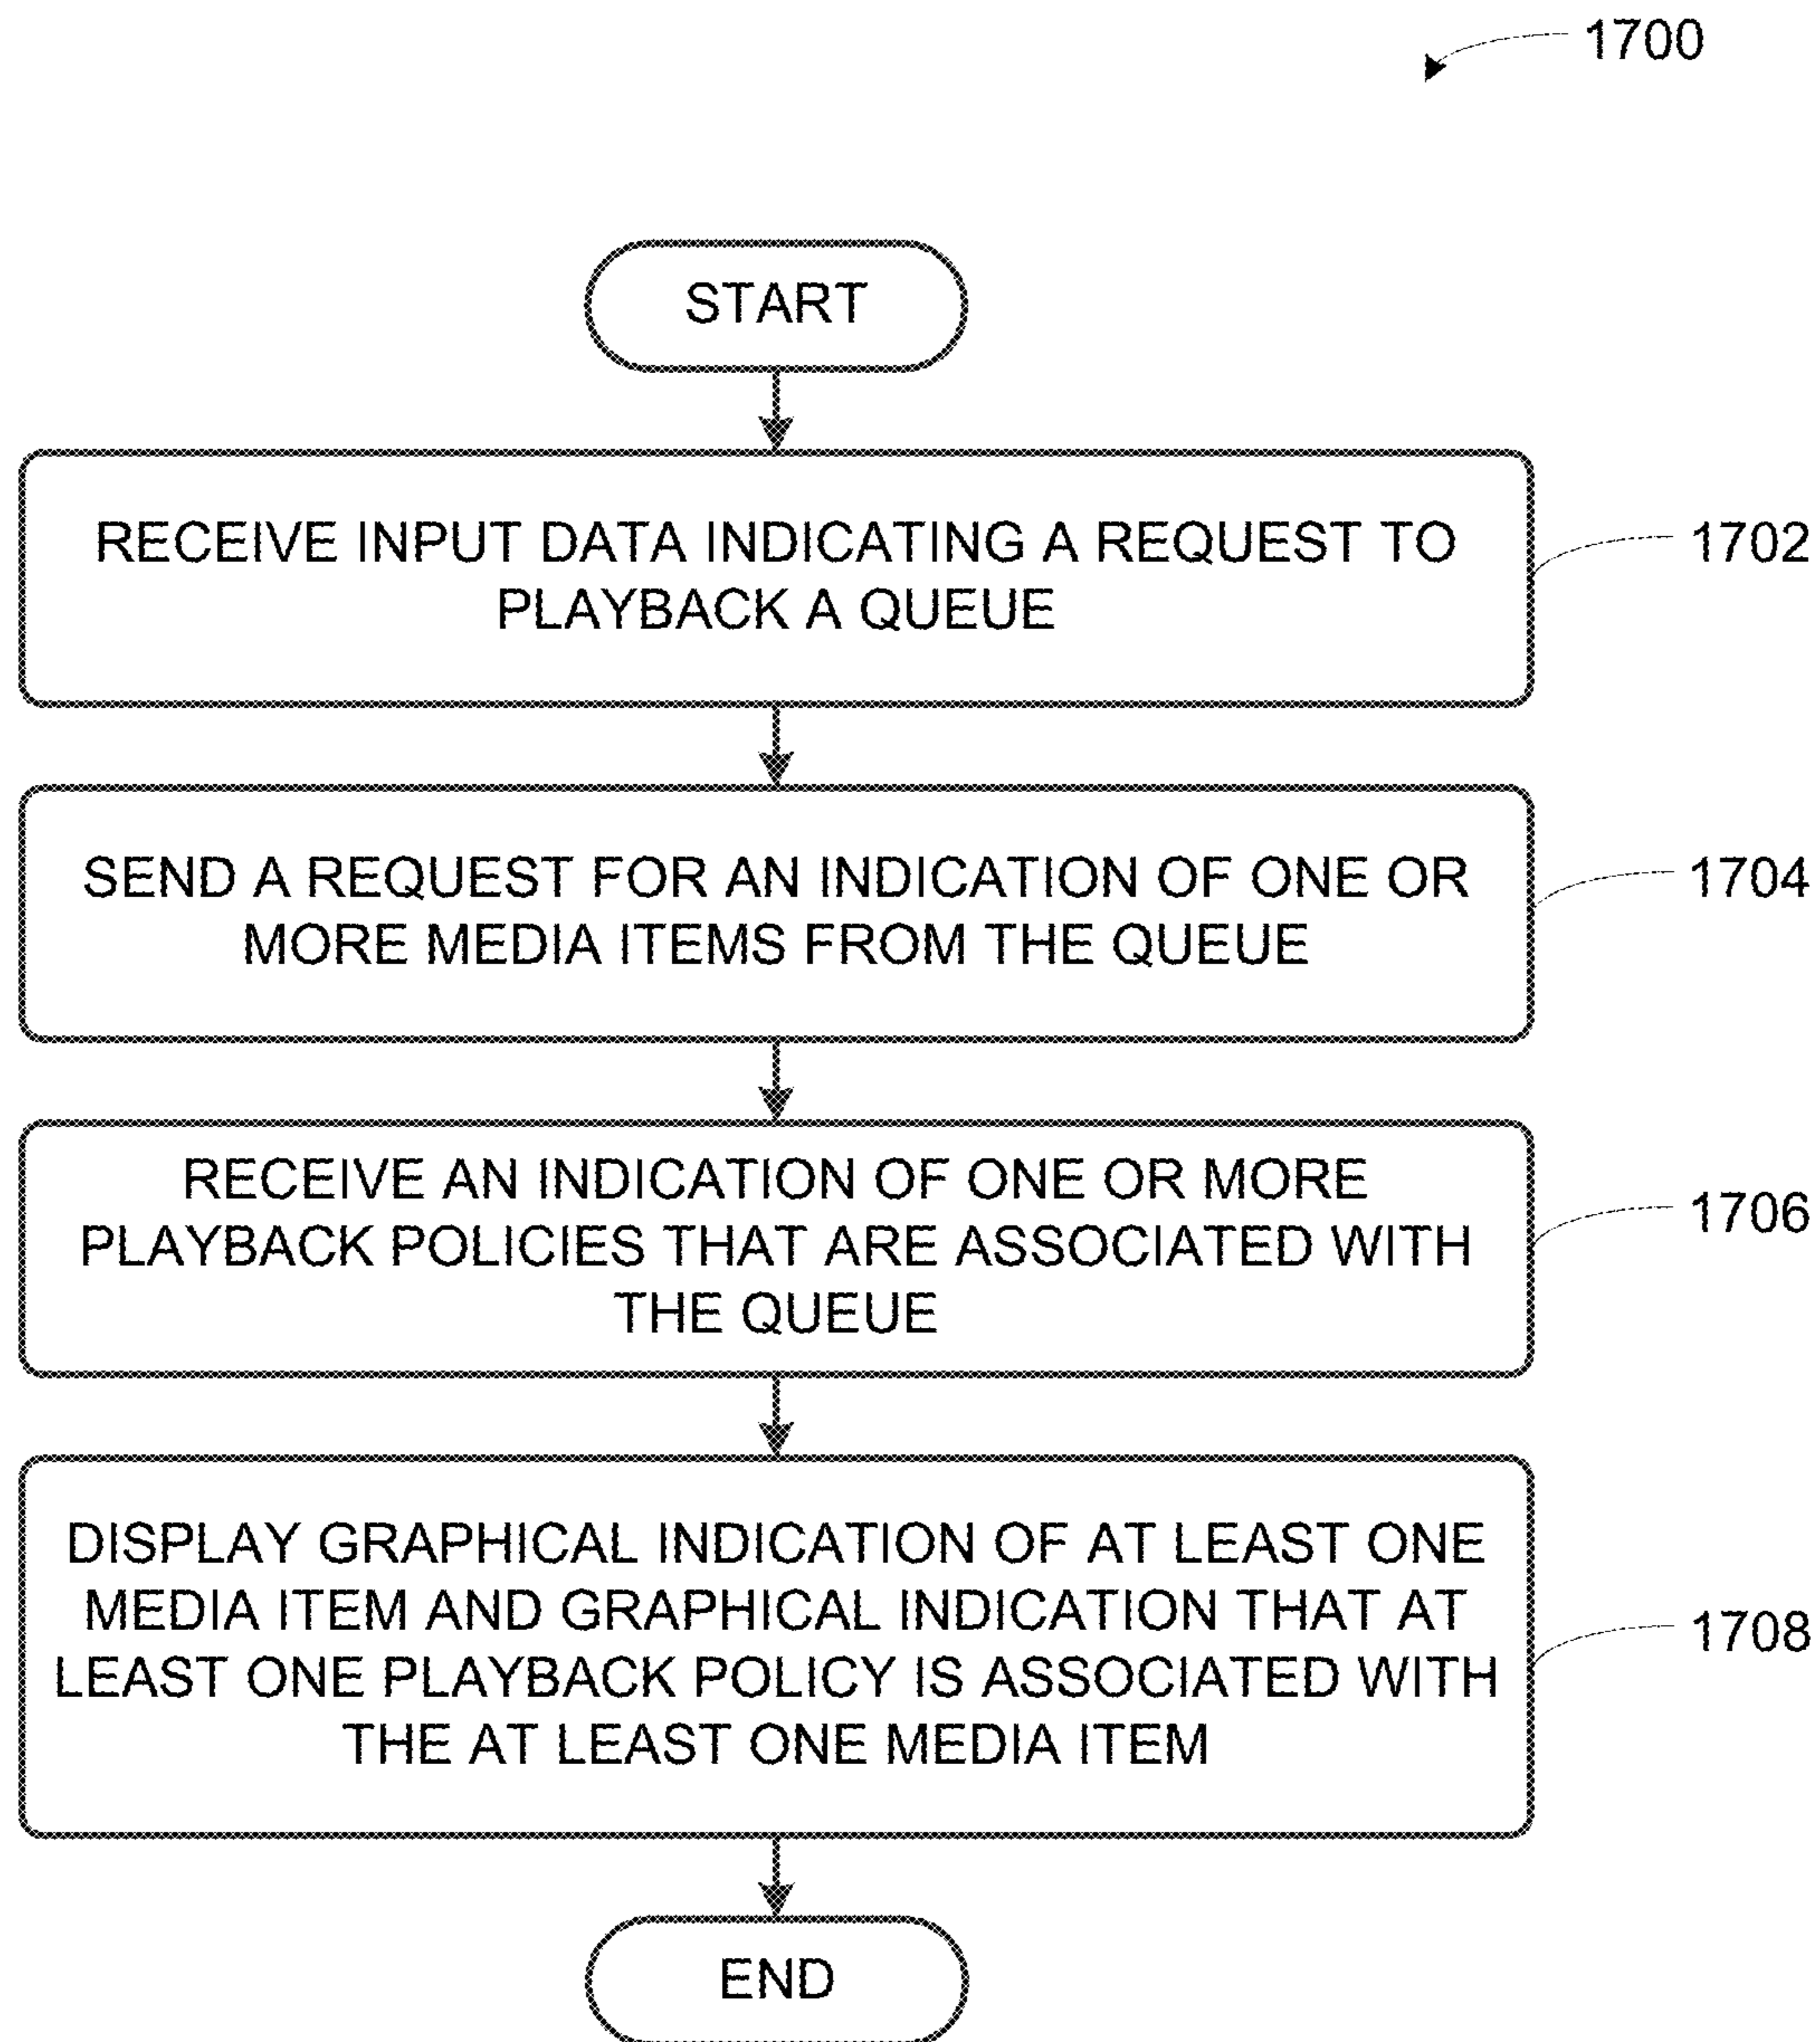 1700
START
RECEIVE INPUT DATA INDICATING A REQUEST TO
PLAYBACK A QUEUE
1702
SEND A REQUEST FOR AN INDICATION OF ONE OR
MORE MEDIA ITEMS FROM THE QUEUE
1704
RECEIVE AN INDICATION OF ONE OR MORE
PLAYBACK POLICIES THAT ARE ASSOCIATED WITH
THE QUEUE
1706
DISPLAY GRAPHICAL INDICATION OF AT LEAST ONE
MEDIA ITEM AND GRAPHICAL INDICATION THAT AT
LEAST ONE PLAYBACK POLICY IS ASSOCIATED WITH
THE AT LEAST ONE MEDIA ITEM
1708
END